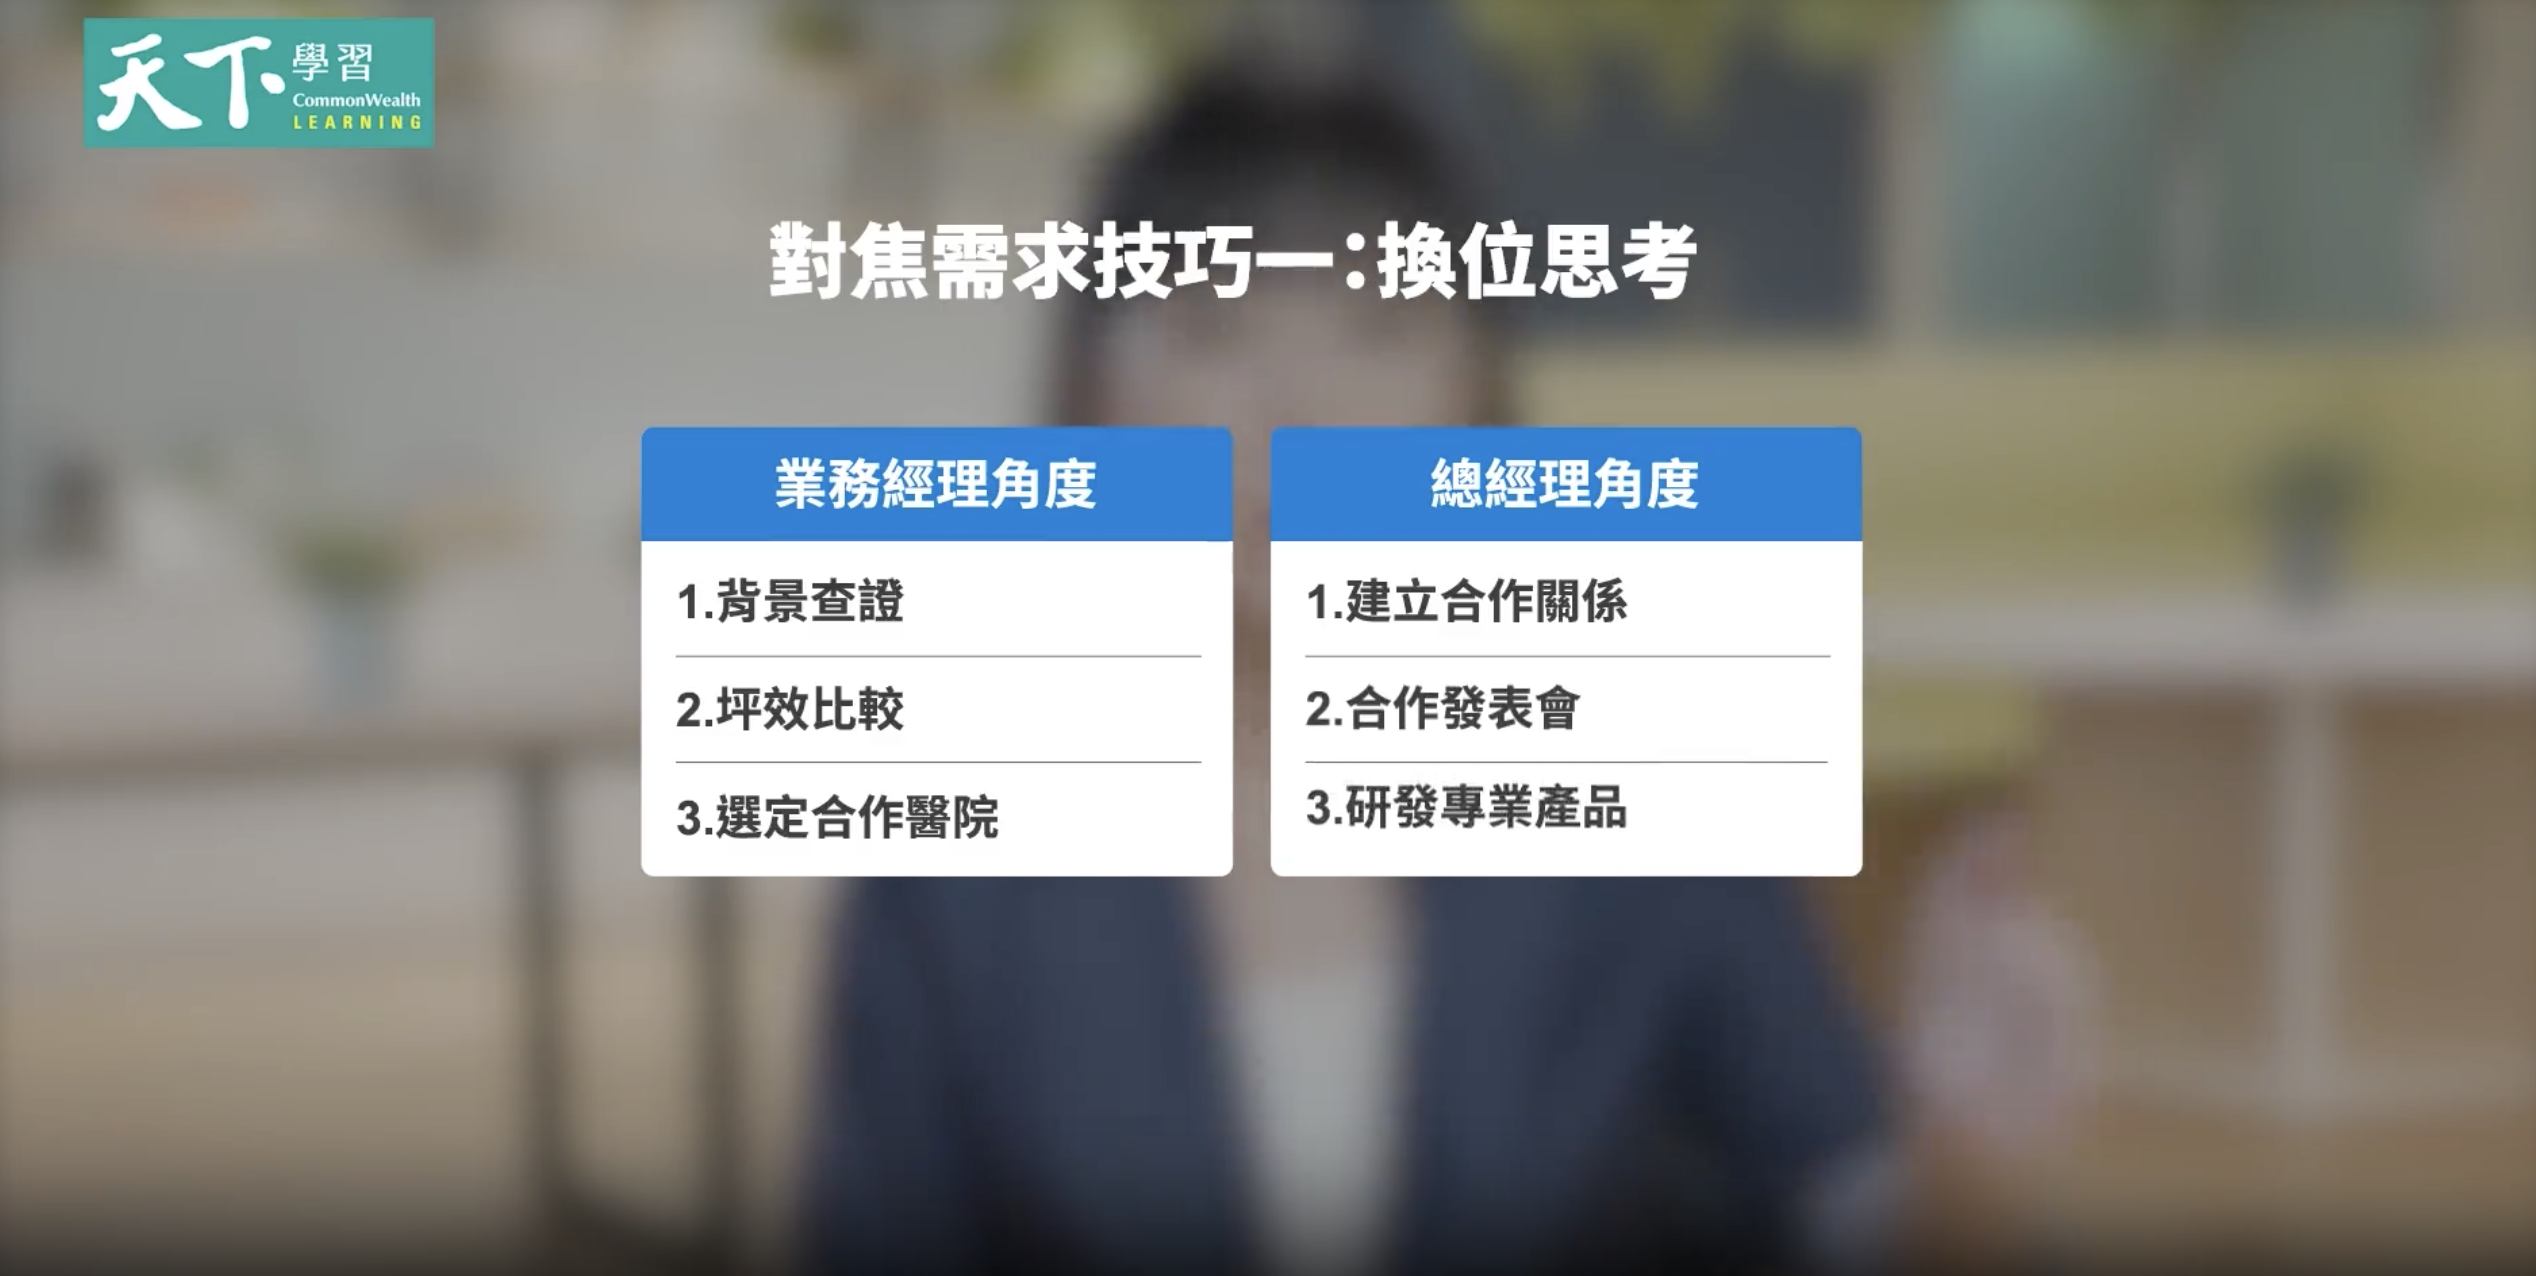 天下學習
CommonWealth
LEARNING
對焦需求技巧一：換位思考
業務經理角度
1.背景查證
2.坪效比較
3.選定合作醫院
總經理角度
1.建立合作關係
2.合作發表會
3.研發專業產品